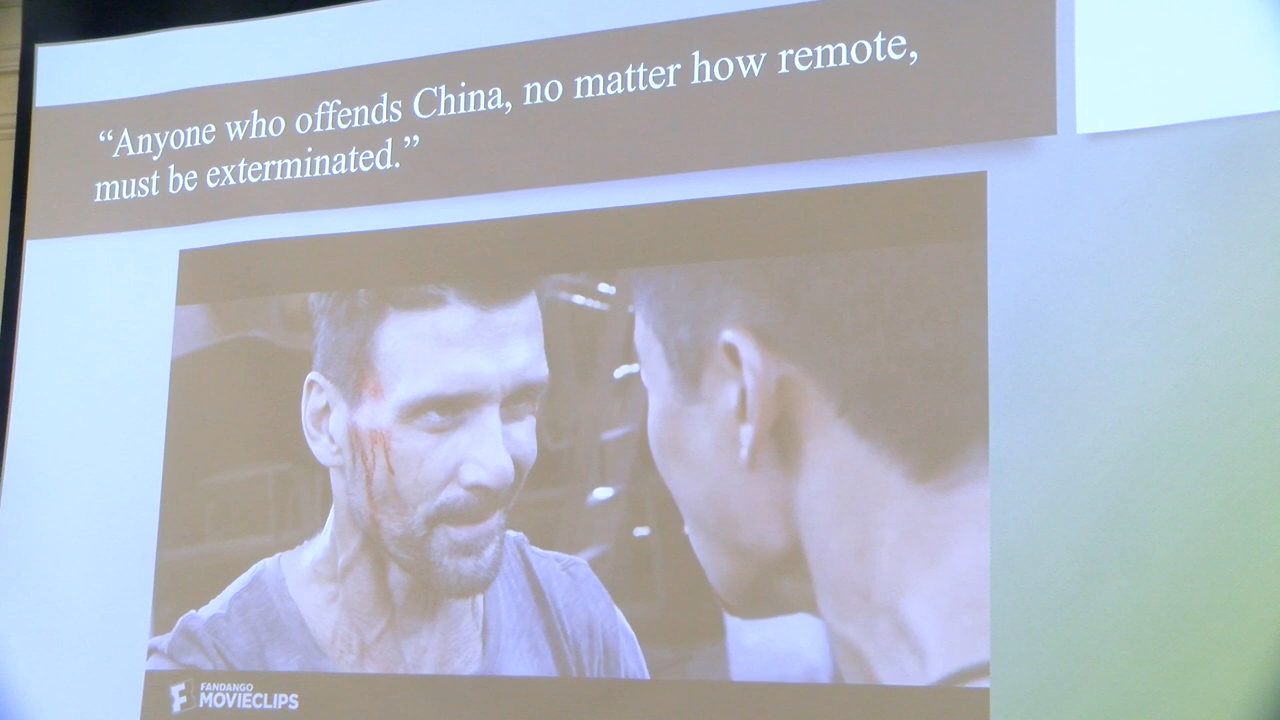 “Anyone who offends China, no matter how remote,
must be exterminated.”
FANDANGO
MOVIECLIPS